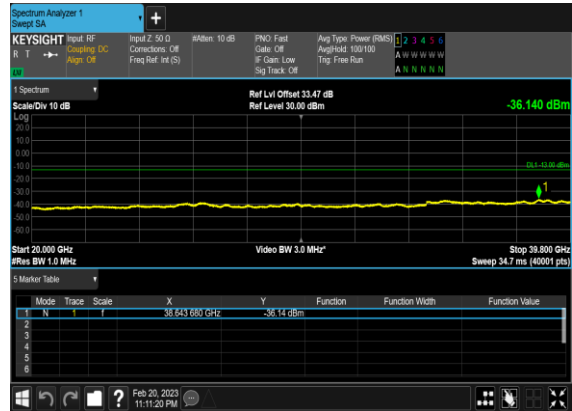 Spectrum Analyzer 1
Swept SA
KEYSIGHT Input: RF Input Z: 50 Ω #Atten: 10 dB PNO: Fast Avg Type: Power (RMS) 1 2 3 4 5 6
R T Coupling: DC Corrections: Off Gate: Off Avg|Hold: 100/100 A W W W W W
Align: Off Freq Ref: Int (S) IF Gain: Low Trig: Free Run
Sig Track: Off A N N N N N
1 Spectrum
Scale/Div 10 dB Ref Lvl Offset 33.47 dB
Ref Level 30.00 dBm -36.140 dBm
Log
20.0
10.0
0.00
-10.0 DL1 -13.00 dBm
-20.0
-30.0 1
-40.0
-50.0
-60.0
Start 20.000 GHz Video BW 3.0 MHz* Stop 39.800 GHz
#Res BW 1.0 MHz Sweep 34.7 ms (40001 pts)
5 Marker Table
Mode Trace Scale X Y Function Function Width Function Value
1 N 1 f 38.643 680 GHz -36.14 dBm
2
3
4
5
6
? Feb 20, 2023
11:11:20 PM